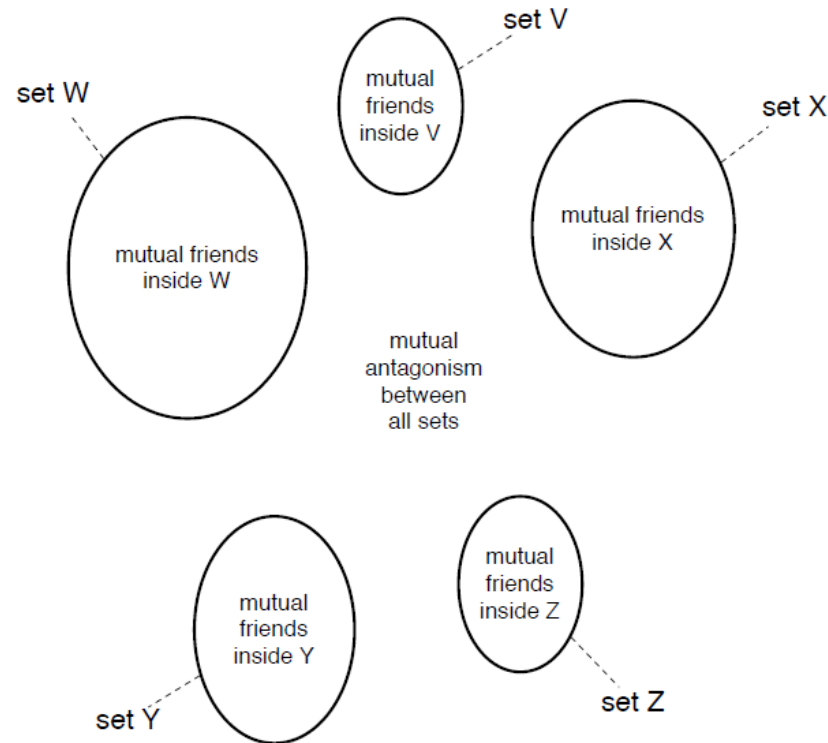 set V
mutual
friends
inside V
set W
set X
mutual friends
inside X
mutual friends
inside W
mutual
antagonism
between
all sets
mutual
friends
inside Z
mutual
friends
inside Y
set Z
set Y